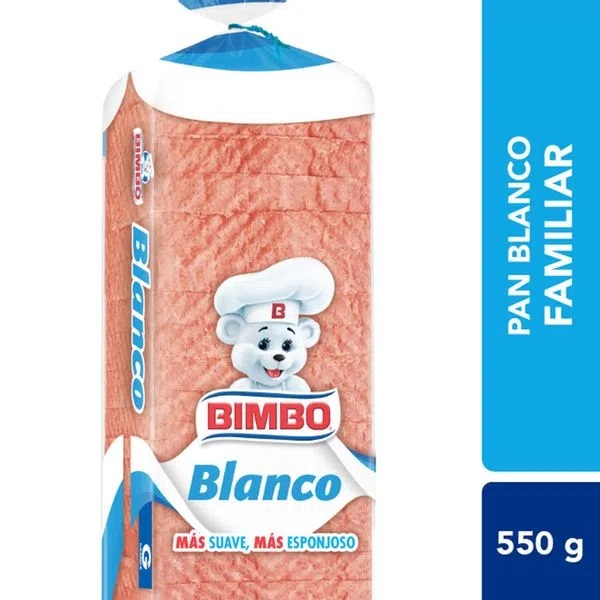 B
BIMBO
Blanco
MÁS SUAVE, MÁS ESPONJOSO
BIMBO
Blanco
G
PAN BLANCO
FAMILIAR
550 g